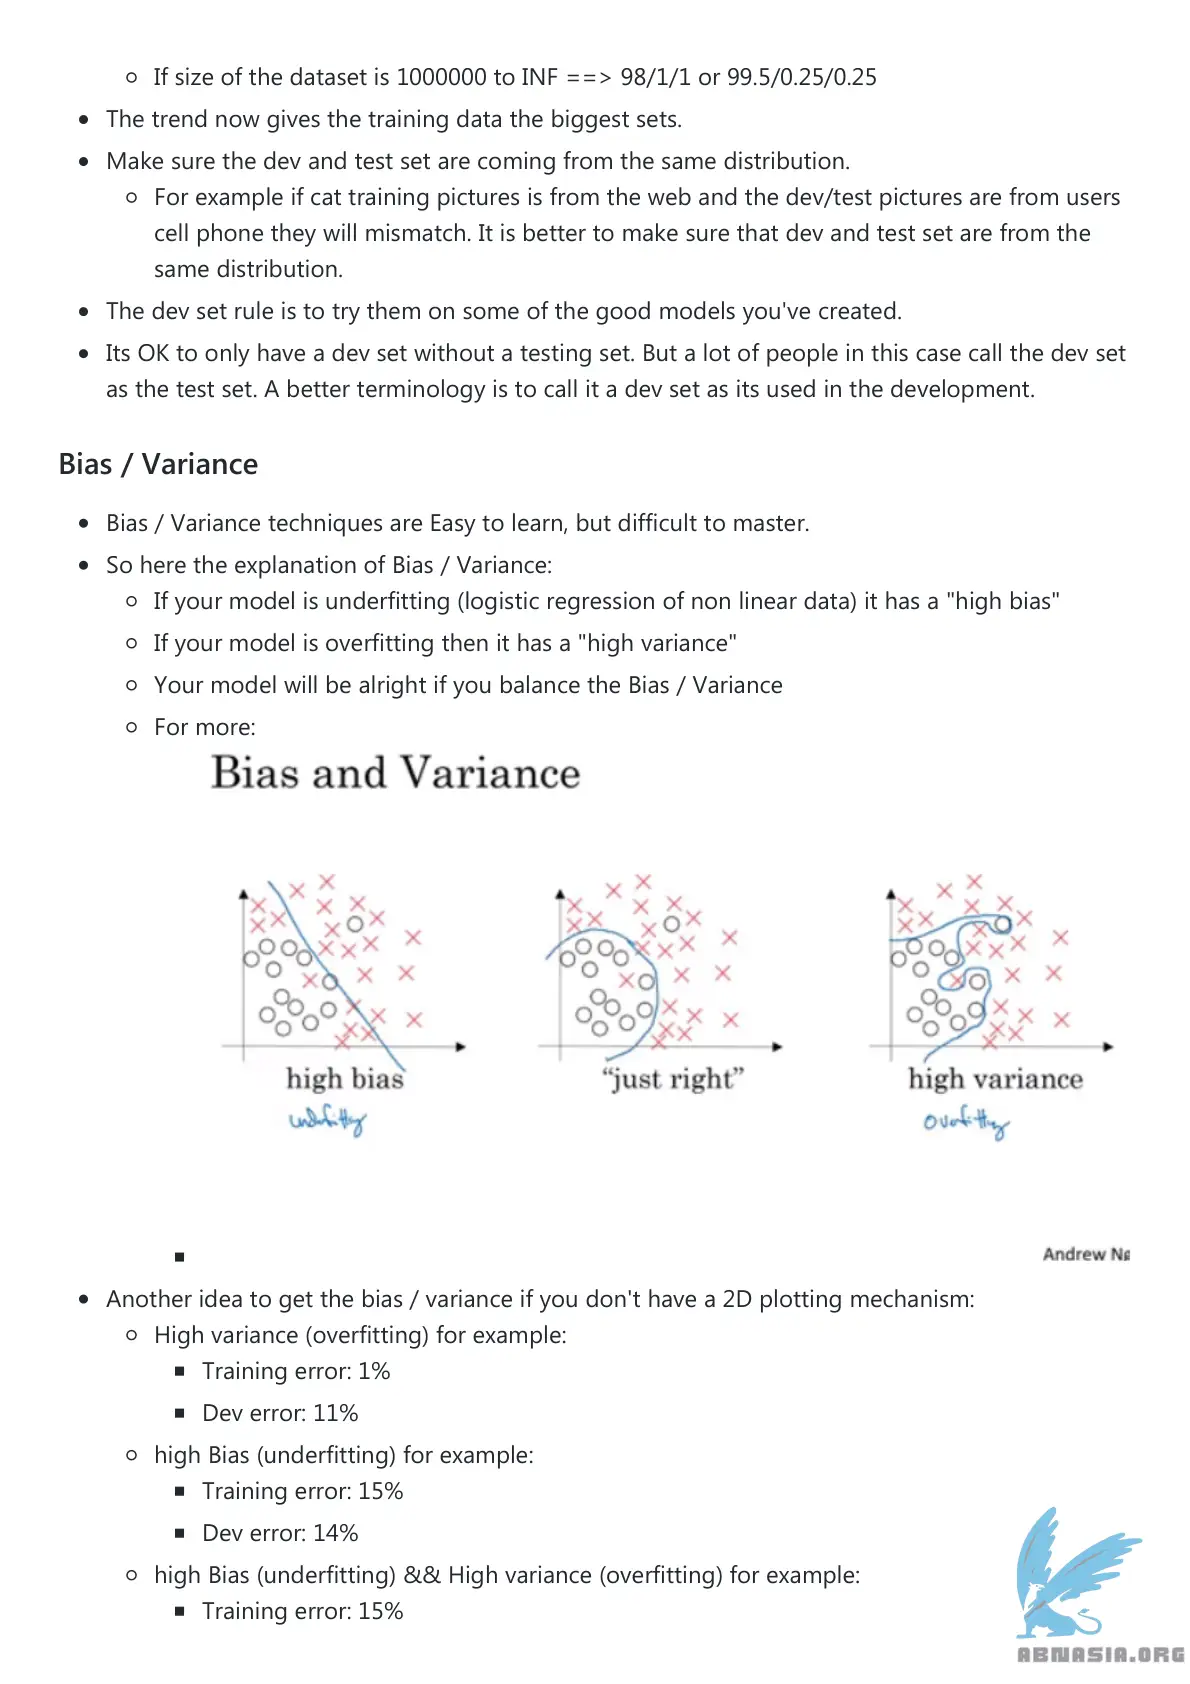 If size of the dataset is 1000000 to INF ==> 98/1/1 or 99.5/0.25/0.25
The trend now gives the training data the biggest sets.
Make sure the dev and test set are coming from the same distribution.
For example if cat training pictures is from the web and the dev/test pictures are from users
cell phone they will mismatch. It is better to make sure that dev and test set are from the
same distribution.
The dev set rule is to try them on some of the good models you've created.
Its OK to only have a dev set without a testing set. But a lot of people in this case call the dev set
as the test set. A better terminology is to call it a dev set as its used in the development.
Bias / Variance
Bias / Variance techniques are Easy to learn, but difficult to master.
So here the explanation of Bias / Variance:
If your model is underfitting (logistic regression of non linear data) it has a "high bias"
If your model is overfitting then it has a "high variance"
Your model will be alright if you balance the Bias / Variance
For more:
Bias and Variance
high bias
“just right”
high variance
underfitting
overfitting
Andrew Ng
Another idea to get the bias / variance if you don't have a 2D plotting mechanism:
High variance (overfitting) for example:
Training error: 1%
Dev error: 11%
high Bias (underfitting) for example:
Training error: 15%
Dev error: 14%
high Bias (underfitting) && High variance (overfitting) for example:
Training error: 15%
ABNASIA.ORG